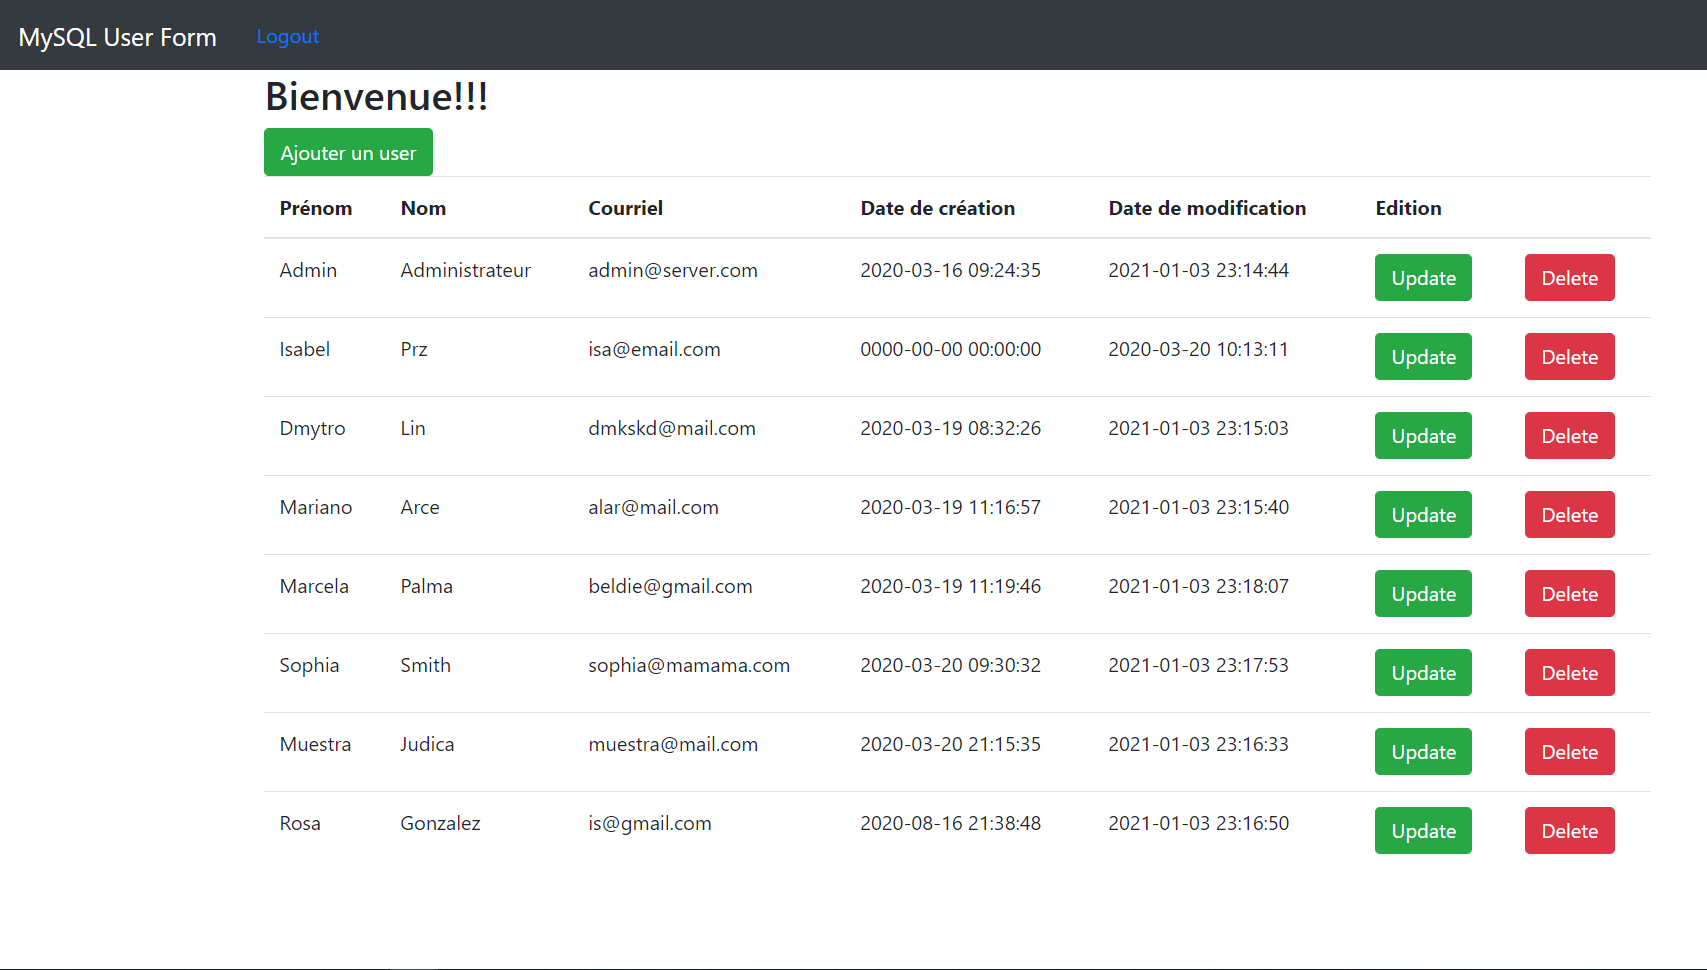 MySQL User Form Logout
Bienvenue!!!
Ajouter un user
Prénom Nom Courriel Date de création Date de modification Edition
Admin Administrateur admin@server.com 2020-03-16 09:24:35 2021-01-03 23:14:44 Update Delete
Isabel Prz isa@email.com 0000-00-00 00:00:00 2020-03-20 10:13:11 Update Delete
Dmytro Lin dmkskd@mail.com 2020-03-19 08:32:26 2021-01-03 23:15:03 Update Delete
Mariano Arce alar@mail.com 2020-03-19 11:16:57 2021-01-03 23:15:40 Update Delete
Marcela Palma beldie@gmail.com 2020-03-19 11:19:46 2021-01-03 23:18:07 Update Delete
Sophia Smith sophia@mamama.com 2020-03-20 09:30:32 2021-01-03 23:17:53 Update Delete
Muestra Judica muestra@mail.com 2020-03-20 21:15:35 2021-01-03 23:16:33 Update Delete
Rosa Gonzalez is@gmail.com 2020-08-16 21:38:48 2021-01-03 23:16:50 Update Delete